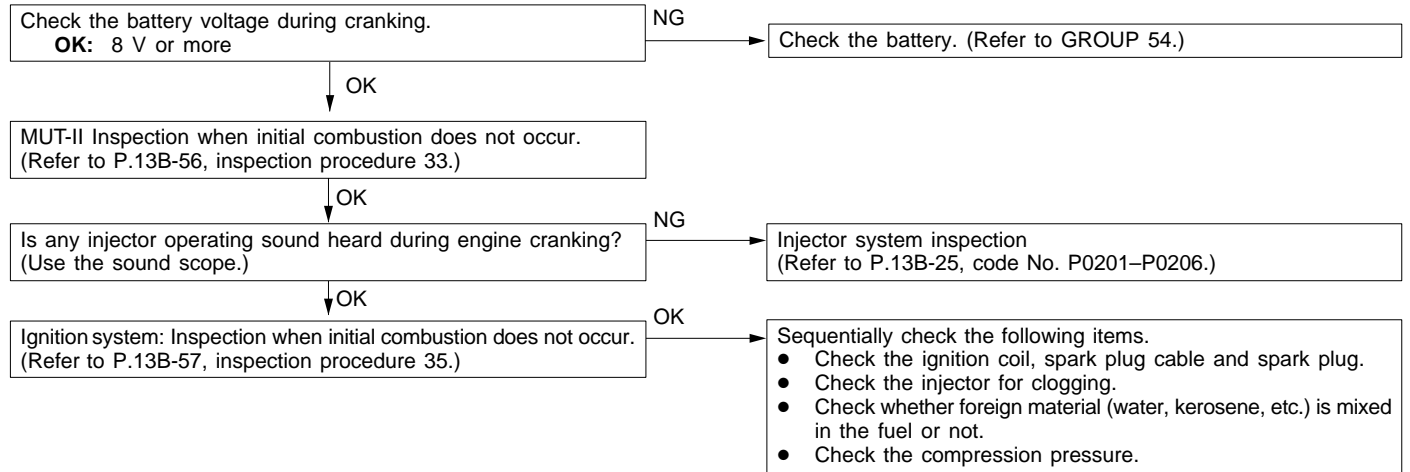 Check the battery voltage during cranking.
OK: 8 V or more
NG
Check the battery. (Refer to GROUP 54.)
OK
MUT-II Inspection when initial combustion does not occur.
(Refer to P.13B-56, inspection procedure 33.)
OK
Is any injector operating sound heard during engine cranking?
(Use the sound scope.)
NG
Injector system inspection
(Refer to P.13B-25, code No. P0201–P0206.)
OK
Ignition system: Inspection when initial combustion does not occur.
(Refer to P.13B-57, inspection procedure 35.)
OK
Sequentially check the following items.
● Check the ignition coil, spark plug cable and spark plug.
● Check the injector for clogging.
● Check whether foreign material (water, kerosene, etc.) is mixed
in the fuel or not.
● Check the compression pressure.